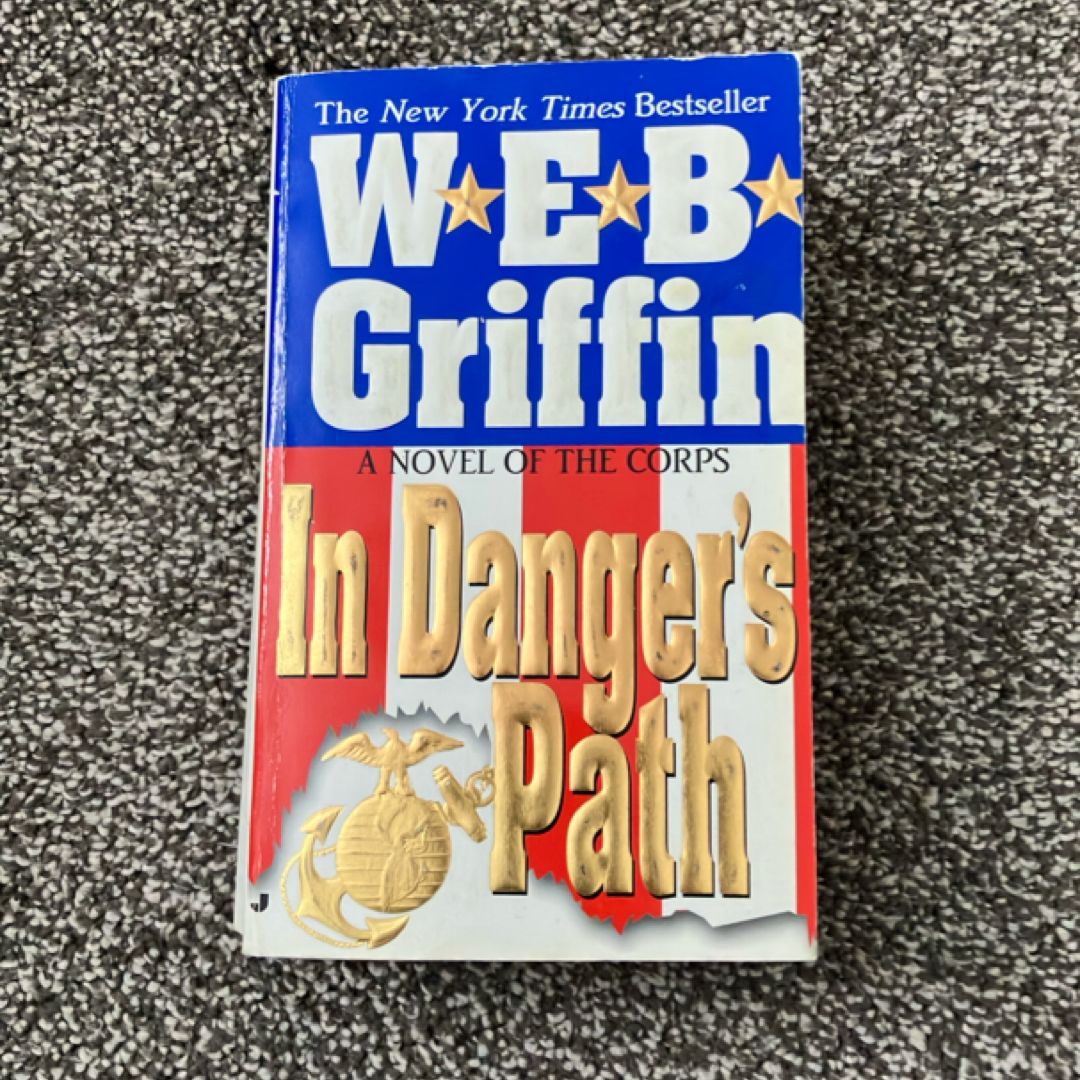 The New York Times Bestseller
W★E★B★
Griffin
A NOVEL OF THE CORPS
In Danger's
Path
J